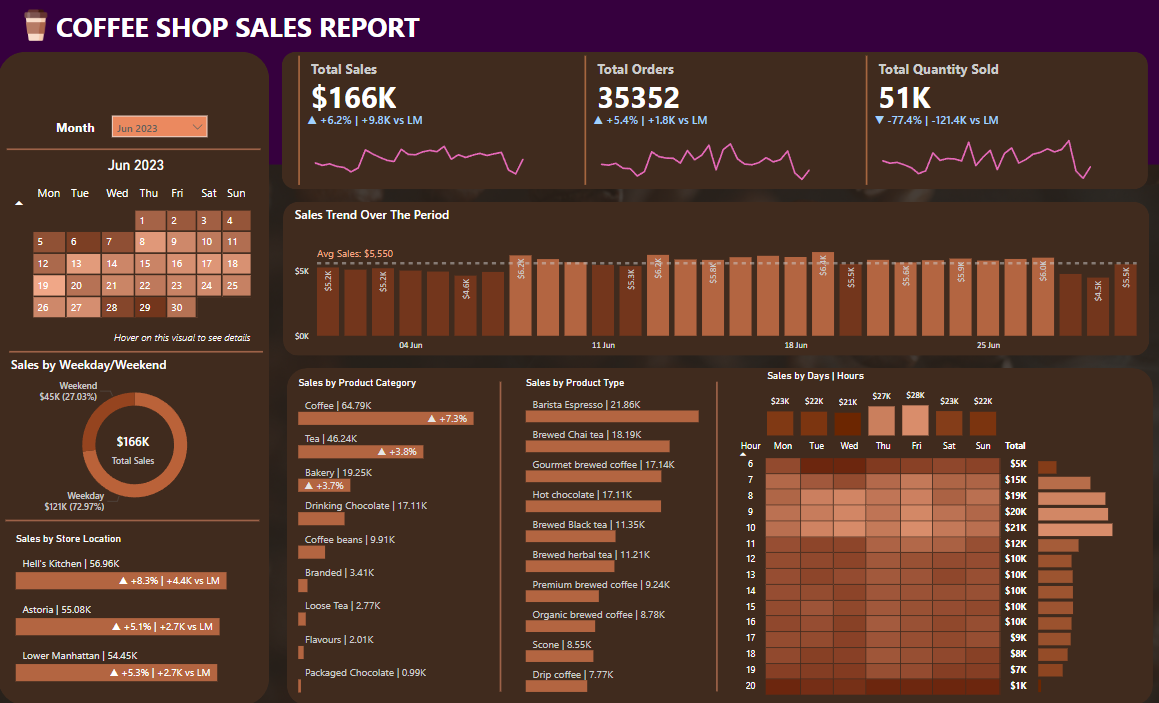 COFFEE SHOP SALES REPORT
Month
Jun 2023
Jun 2023
Mon Tue Wed Thu Fri Sat Sun
1 2 3 4
5 6 7 8 9 10 11
12 13 14 15 16 17 18
19 20 21 22 23 24 25
26 27 28 29 30
Hover on this visual to see details
Sales by Weekday/Weekend
Weekend
$45K (27.03%)
$166K
Total Sales
Weekday
$121K (72.97%)
Sales by Store Location
Hell's Kitchen | 56.96K
▲ +8.3% | +4.4K vs LM
Astoria | 55.08K
▲ +5.1% | +2.7K vs LM
Lower Manhattan | 54.45K
▲ +5.3% | +2.7K vs LM
Total Sales
$166K
▲ +6.2% | +9.8K vs LM
Total Orders
35352
▲ +5.4% | +1.8K vs LM
Total Quantity Sold
51K
▼ -77.4% | -121.4K vs LM
Sales Trend Over The Period
Avg Sales: $5,550
$5K
$0K
$5.2K $5.2K $4.6K $6.2K $5.3K $6.2K $5.8K $6.4K $5.5K $5.6K $5.9K $6.0K $4.5K $5.5K
04 Jun 11 Jun 18 Jun 25 Jun
Sales by Product Category
Coffee | 64.79K
▲ +7.3%
Tea | 46.24K
▲ +3.8%
Bakery | 19.25K
▲ +3.7%
Drinking Chocolate | 17.11K
Coffee beans | 9.91K
Branded | 3.41K
Loose Tea | 2.77K
Flavours | 2.01K
Packaged Chocolate | 0.99K
Sales by Product Type
Barista Espresso | 21.86K
Brewed Chai tea | 18.19K
Gourmet brewed coffee | 17.14K
Hot chocolate | 17.11K
Brewed Black tea | 11.35K
Brewed herbal tea | 11.21K
Premium brewed coffee | 9.24K
Organic brewed coffee | 8.78K
Scone | 8.55K
Drip coffee | 7.77K
Sales by Days | Hours
$23K $22K $21K $27K $28K $23K $22K
Hour Mon Tue Wed Thu Fri Sat Sun Total
6 $5K
7 $15K
8 $19K
9 $20K
10 $21K
11 $12K
12 $10K
13 $10K
14 $10K
15 $10K
16 $10K
17 $9K
18 $8K
19 $7K
20 $1K